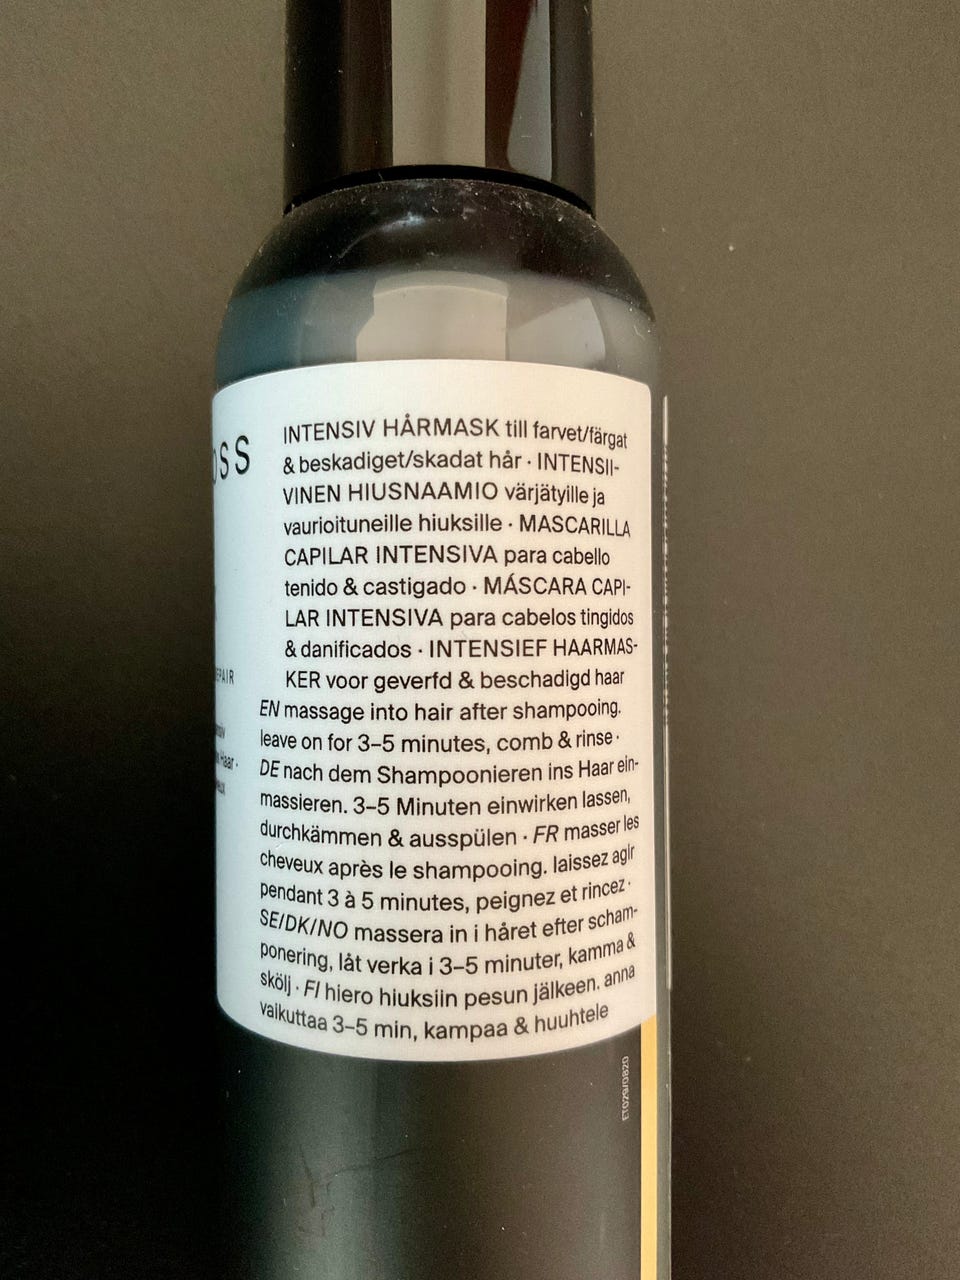 INTENSIV HÅRMASK till farvet/färgat
& beskadiget/skadat hår · INTENSII-
VINEN HIUSNAAMIO värjätyille ja
vaurioituneille hiuksille · MASCARILLA
CAPILAR INTENSIVA para cabello
tenido & castigado · MÁSCARA CAPI-
LAR INTENSIVA para cabelos tingidos
& danificados · INTENSIEF HAARMAS-
KER voor geverfd & beschadigd haar
EN massage into hair after shampooing.
leave on for 3–5 minutes, comb & rinse ·
DE nach dem Shampoonieren ins Haar ein-
massieren. 3–5 Minuten einwirken lassen,
durchkämmen & ausspülen · FR masser les
cheveux après le shampooing. laissez agir
pendant 3 à 5 minutes, peignez et rincez ·
SE/DK/NO massera in i håret efter scham-
ponering, låt verka i 3–5 minuter, kamma &
skölj · FI hiero hiuksiin pesun jälkeen. anna
vaikuttaa 3–5 min, kampaa & huuhtele